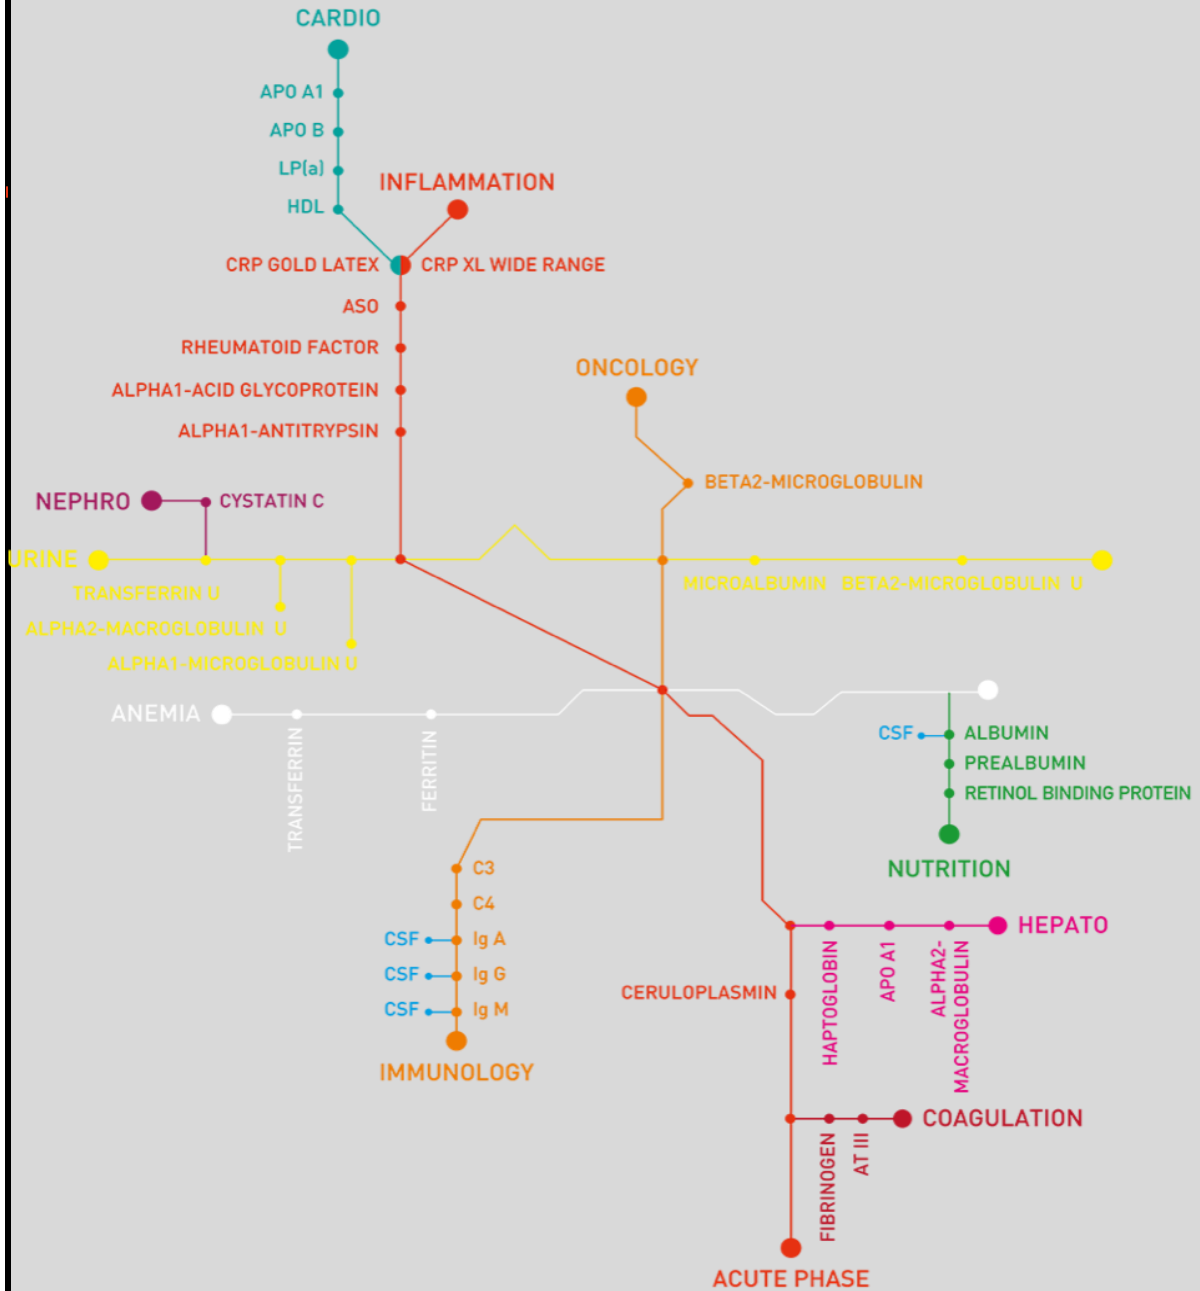 CARDIO
APO A1
APO B
LP(a)
HDL
INFLAMMATION
CRP GOLD LATEX
CRP XL WIDE RANGE
ASO
RHEUMATOID FACTOR
ALPHA1-ACID GLYCOPROTEIN
ALPHA1-ANTITRYPSIN
ONCOLOGY
BETA2-MICROGLOBULIN
NEPHRO
CYSTATIN C
URINE
TRANSFERRIN U
ALPHA2-MACROGLOBULIN U
ALPHA1-MICROGLOBULIN U
MICROALBUMIN
BETA2-MICROGLOBULIN U
ANEMIA
TRANSFERRIN
FERRITIN
CSF
ALBUMIN
PREALBUMIN
RETINOL BINDING PROTEIN
NUTRITION
C3
C4
CSF
Ig A
CSF
Ig G
CSF
Ig M
IMMUNOLOGY
HEPATO
HAPTOGLOBIN
APO A1
ALPHA2-
MACROGLOBULIN
CERULOPLASMIN
COAGULATION
FIBRINOGEN
AT III
ACUTE PHASE